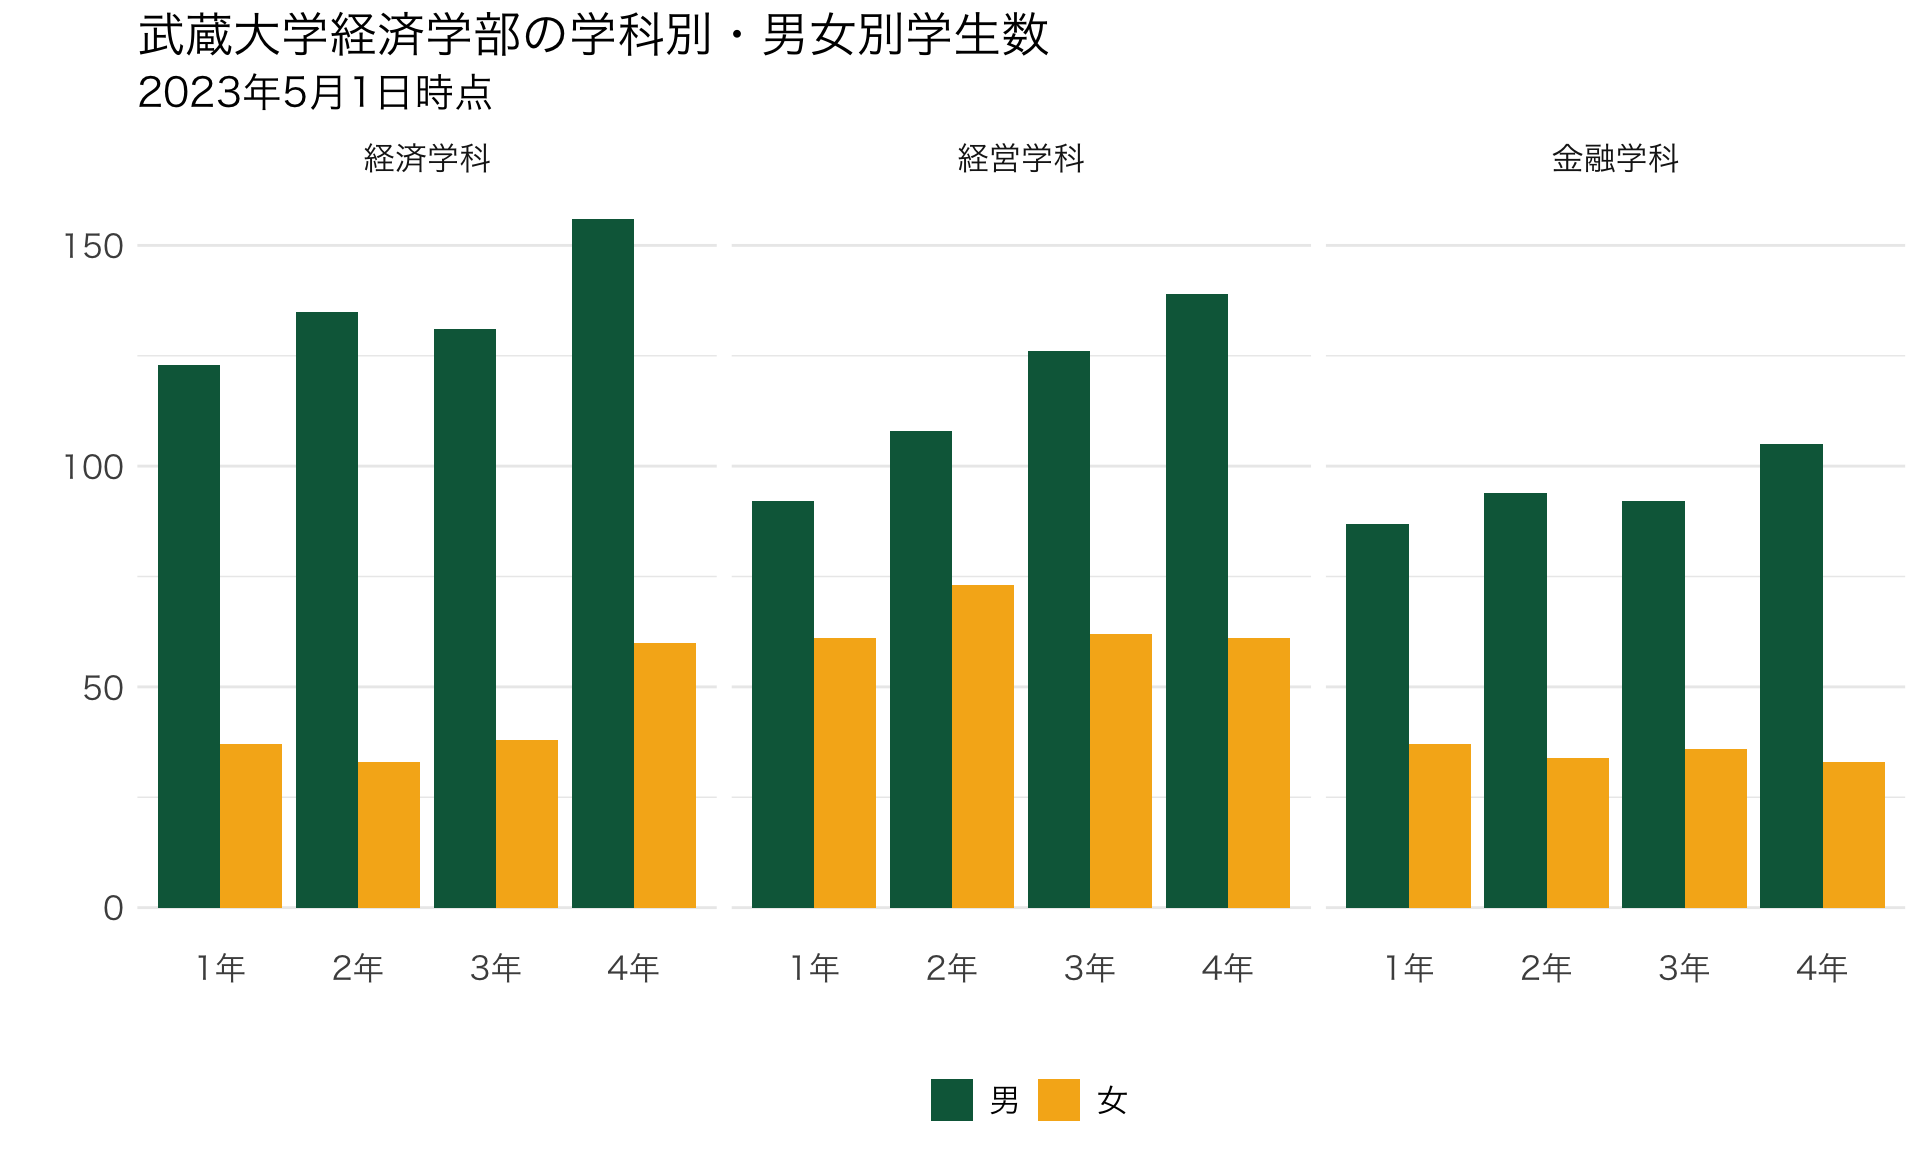 武蔵大学経済学部の学科別・男女別学生数
2023年5月1日時点
経済学科 経営学科 金融学科
150
100
50
0
1年 2年 3年 4年 1年 2年 3年 4年 1年 2年 3年 4年
男 女